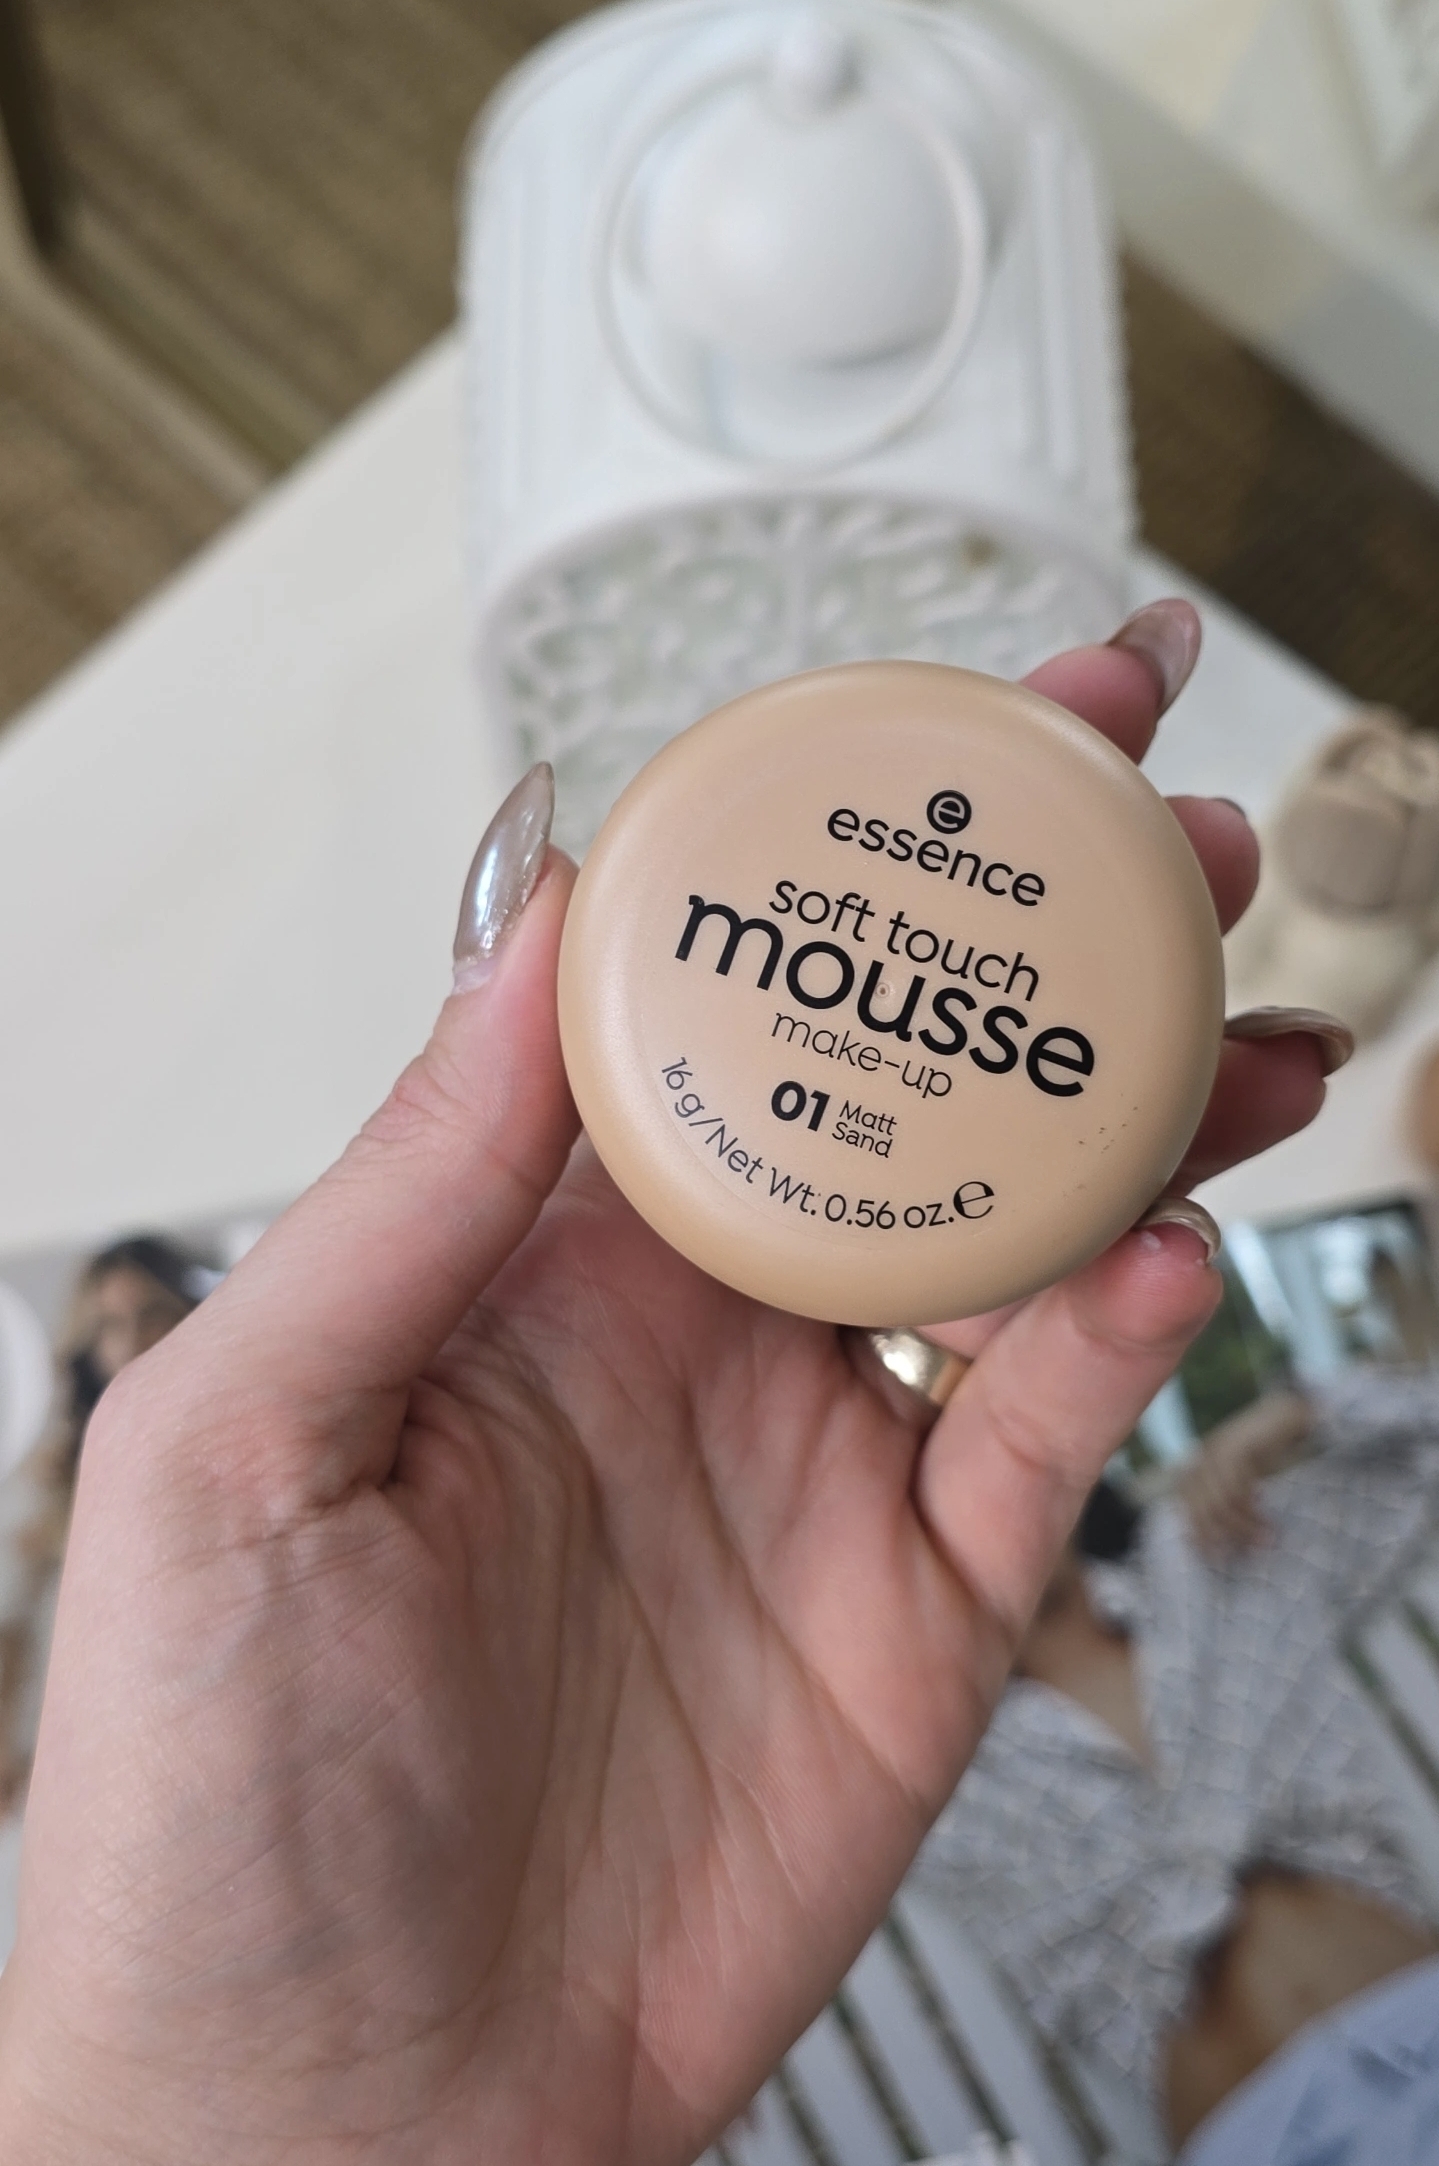 e
essence
soft touch
mousse
make-up
01 Matt
Sand
16 g/Net Wt. 0.56 oz. ℮